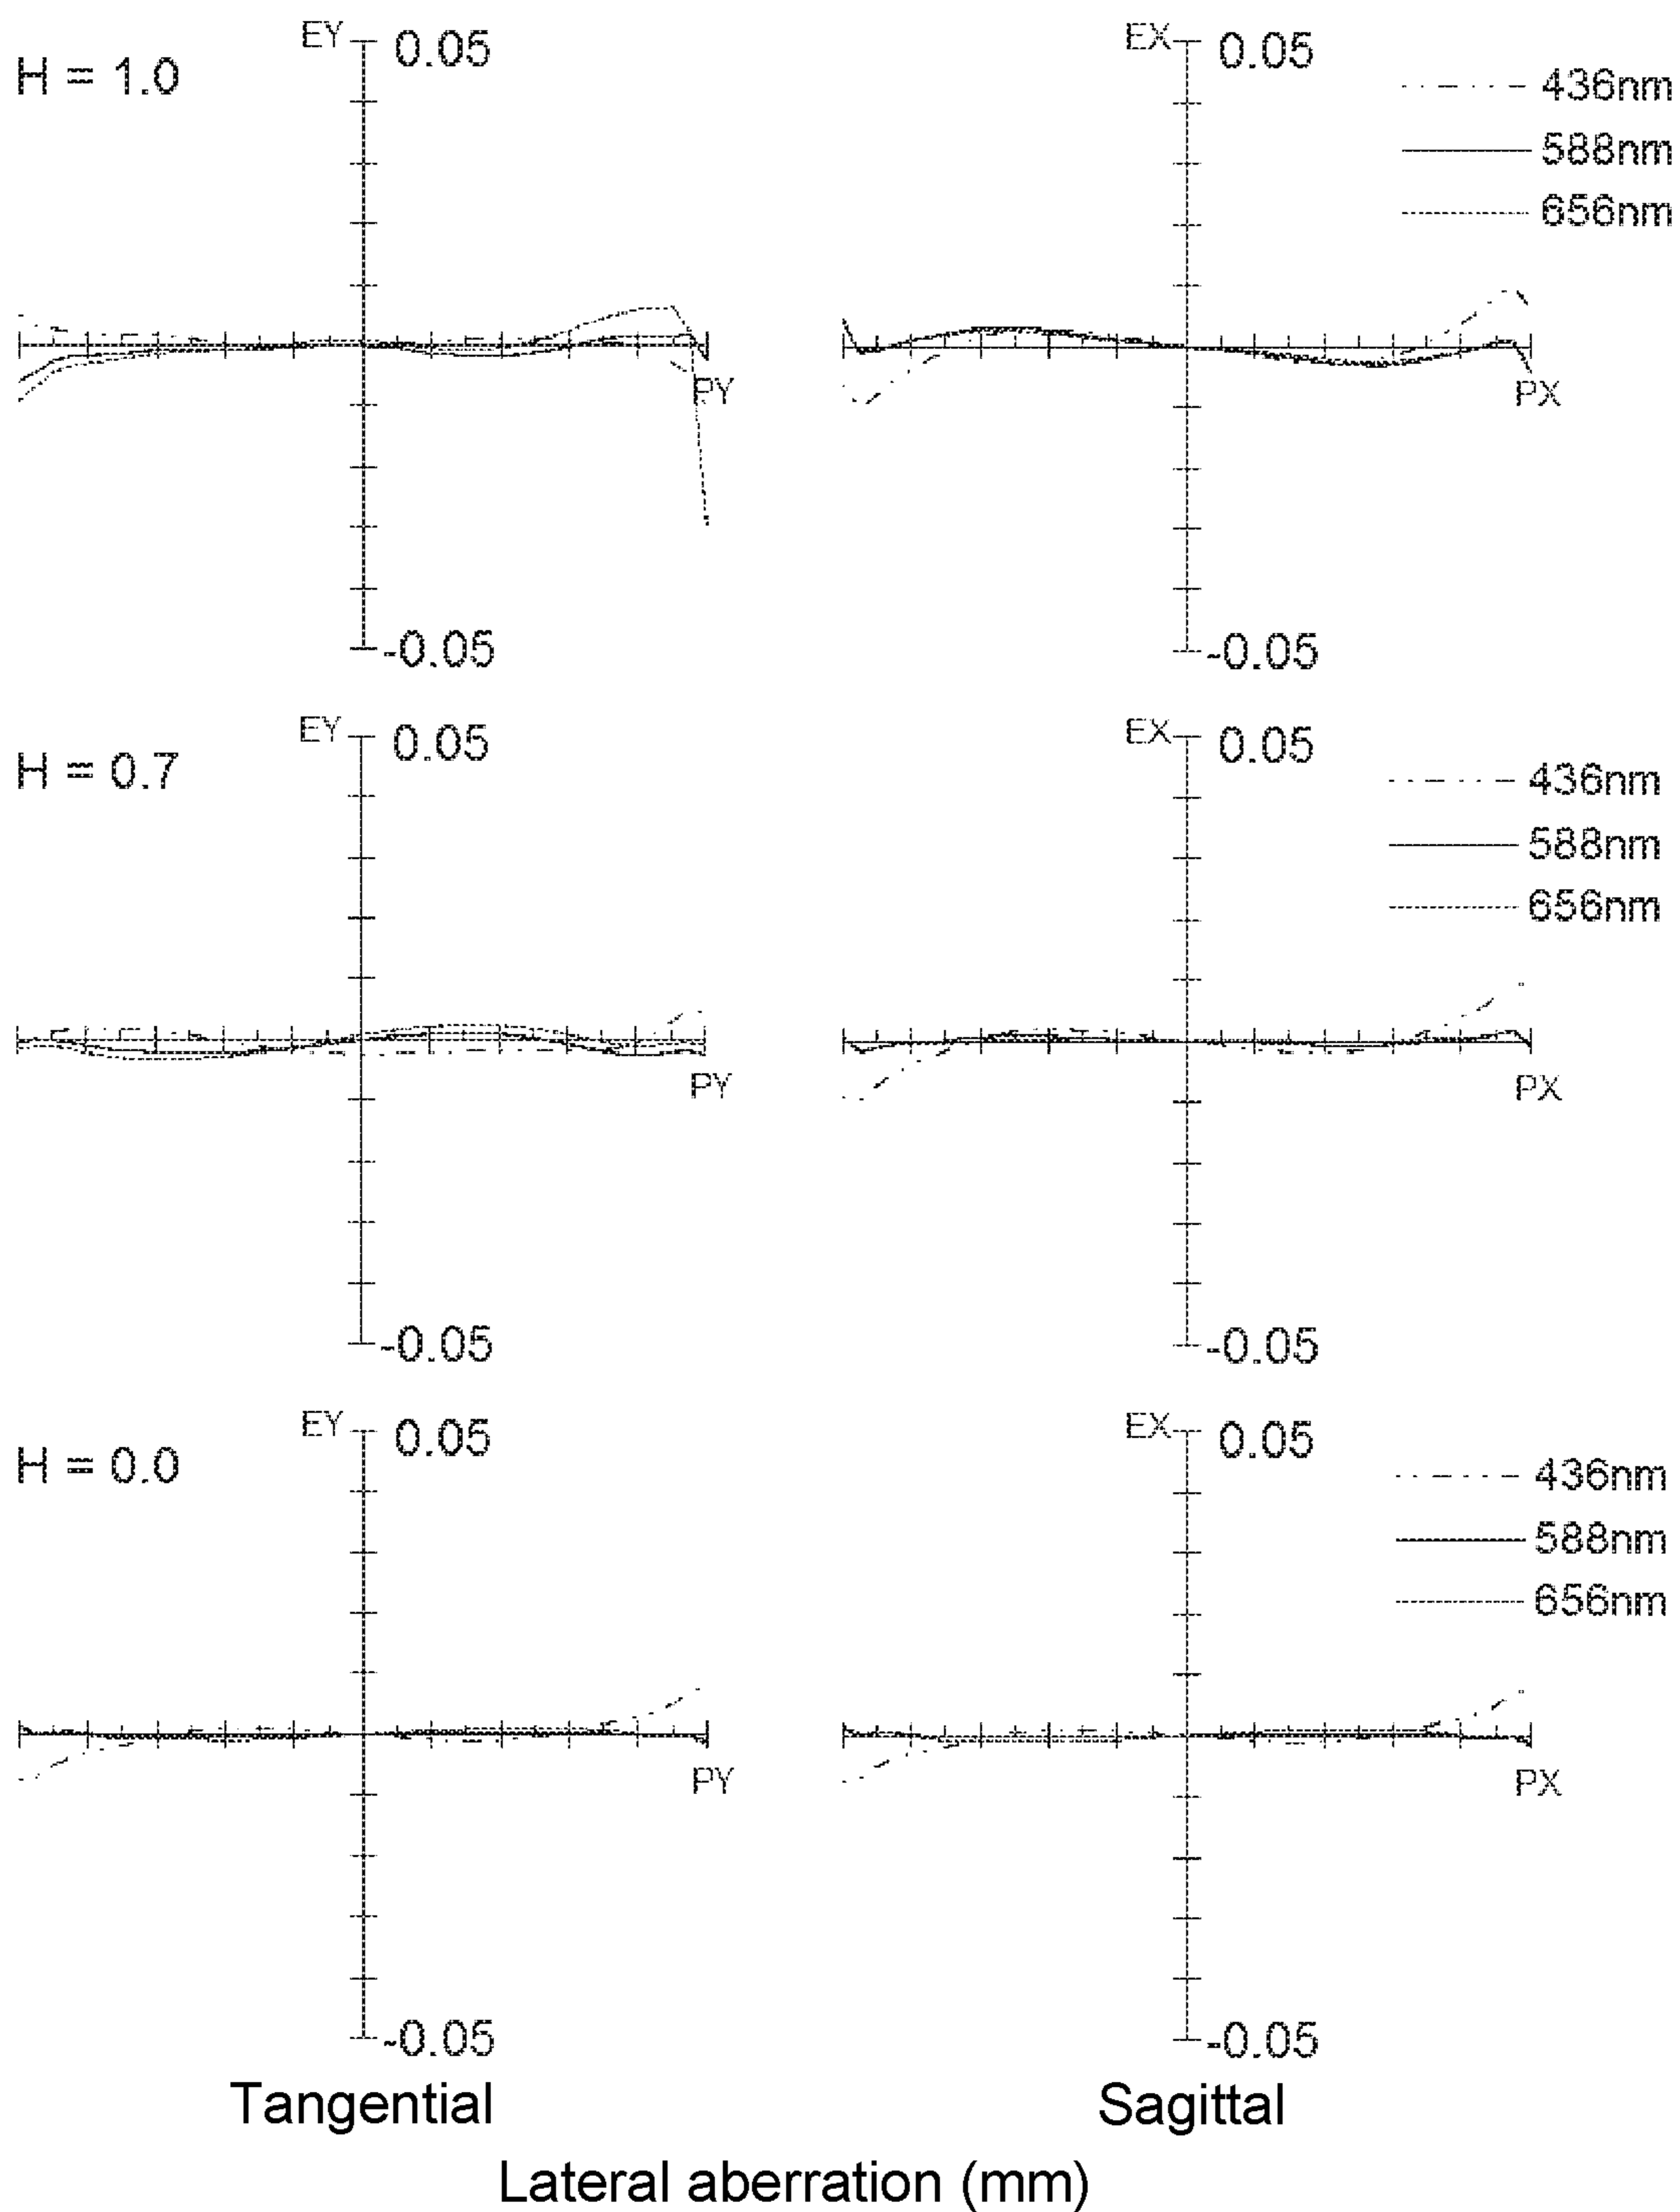 EY 0.05 EX 0.05
H = 1.0
436nm
588nm
656nm
PY PX
-0.05 -0.05
EY 0.05 EX 0.05
H = 0.7
436nm
588nm
656nm
PY PX
-0.05 -0.05
EY 0.05 EX 0.05
H = 0.0
436nm
588nm
656nm
PY PX
-0.05 -0.05
Tangential Sagittal
Lateral aberration (mm)